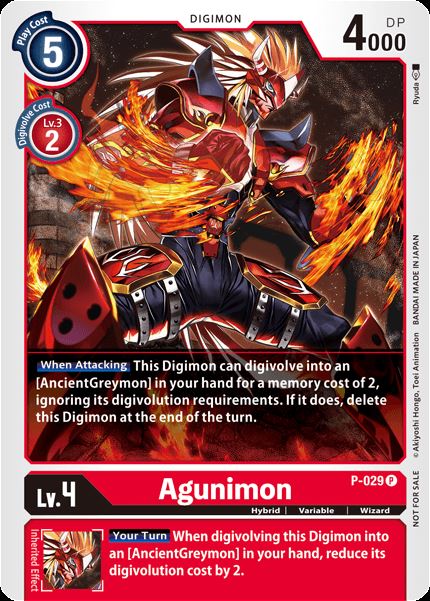 DIGIMON
Play Cost
5
DP
4000
Digivolve Cost
Lv.3
2
Ryuda
When Attacking This Digimon can digivolve into an
[AncientGreymon] in your hand for a memory cost of 2,
ignoring its digivolution requirements. If it does, delete
this Digimon at the end of the turn.
© Akiyoshi Hongo, Toei Animation BANDAI MADE IN JAPAN
Lv.4
Agunimon
P-029 P
Hybrid | Variable | Wizard
NOT FOR SALE
Inherited Effect
Your Turn When digivolving this Digimon into
an [AncientGreymon] in your hand, reduce its
digivolution cost by 2.